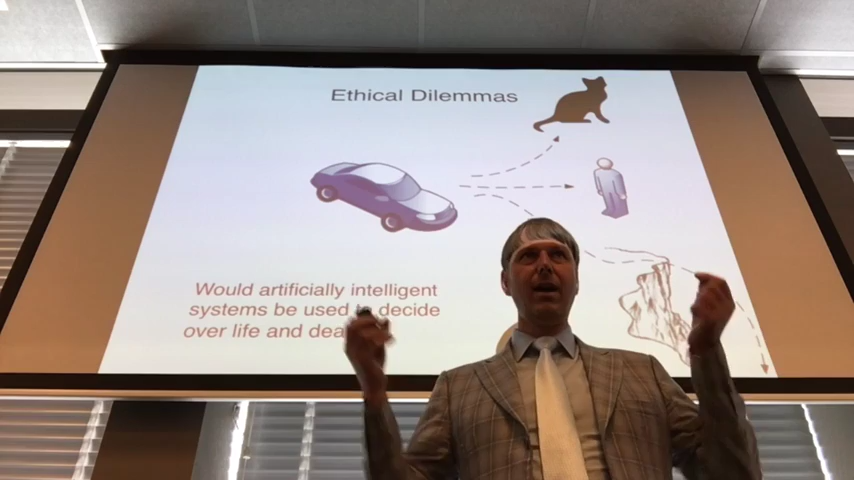 Ethical Dilemmas
Would artificially intelligent
systems be used to decide
over life and